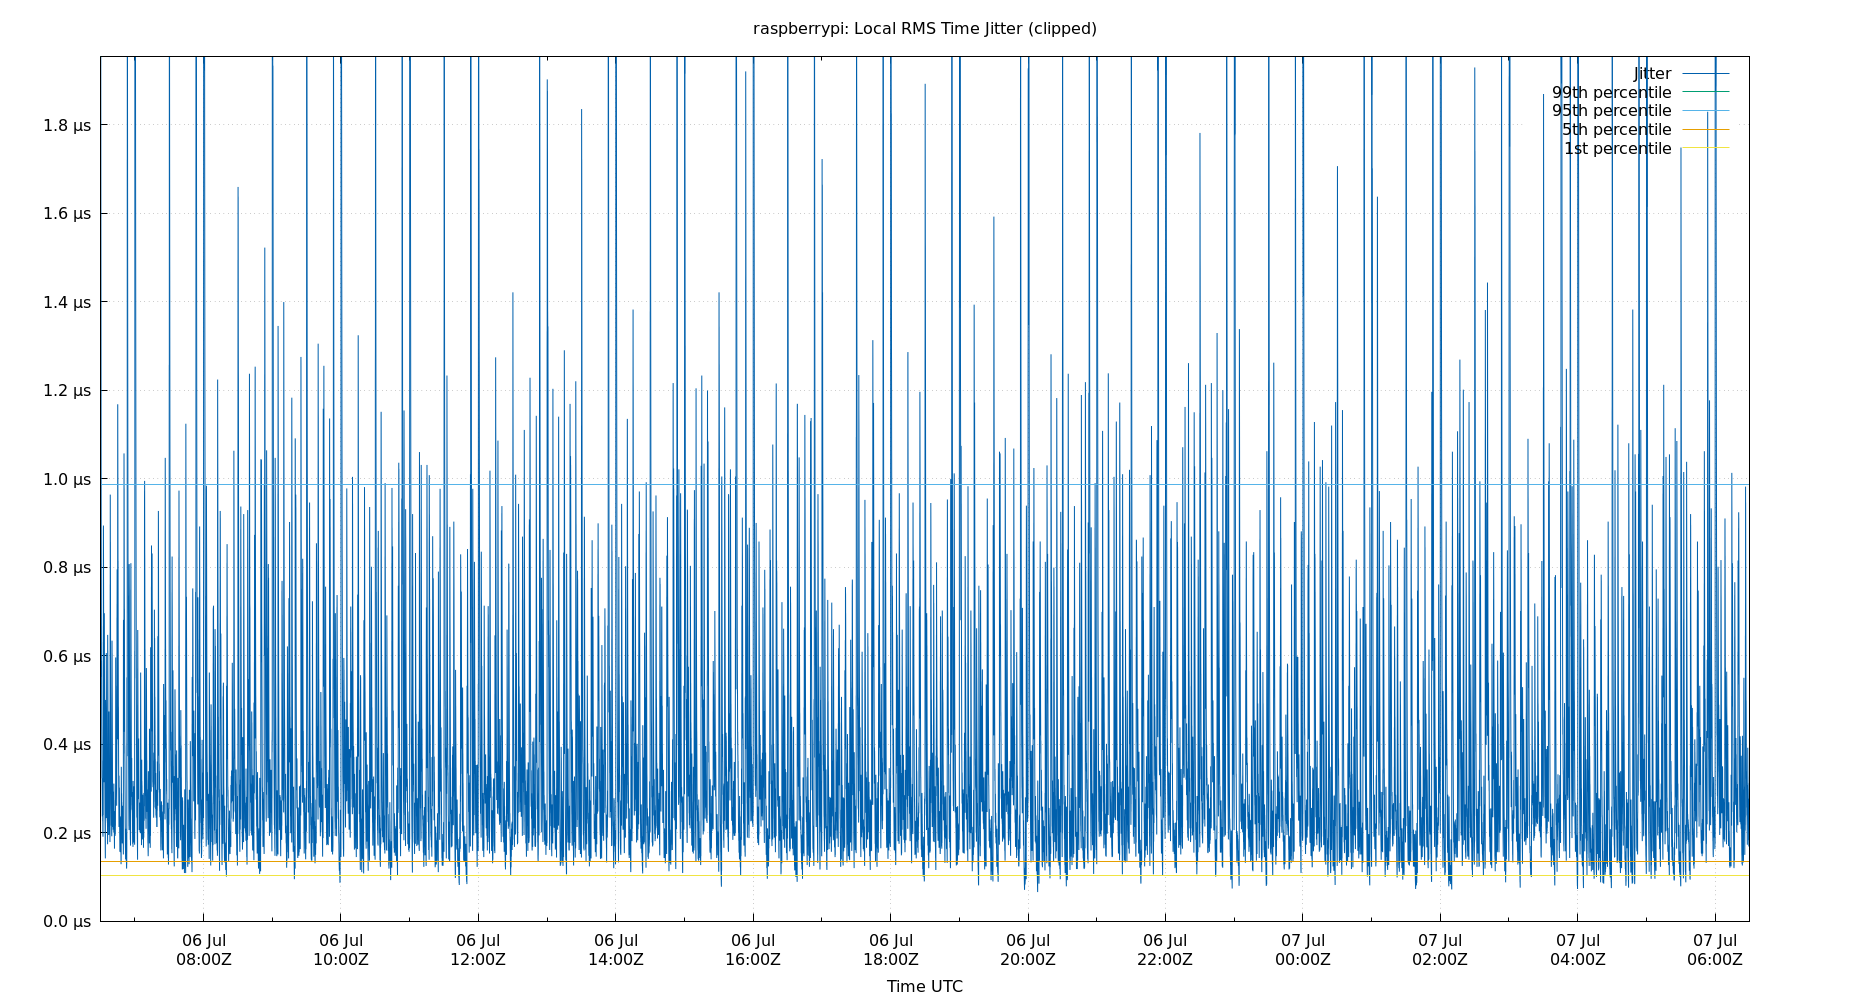 raspberrypi: Local RMS Time Jitter (clipped)
Jitter
99th percentile
95th percentile
5th percentile
1st percentile
1.8 μs
1.6 μs
1.4 μs
1.2 μs
1.0 μs
0.8 μs
0.6 μs
0.4 μs
0.2 μs
0.0 μs
06 Jul 06 Jul 06 Jul 06 Jul 06 Jul 06 Jul 06 Jul 06 Jul 07 Jul 07 Jul 07 Jul 07 Jul
08:00Z 10:00Z 12:00Z 14:00Z 16:00Z 18:00Z 20:00Z 22:00Z 00:00Z 02:00Z 04:00Z 06:00Z
Time UTC